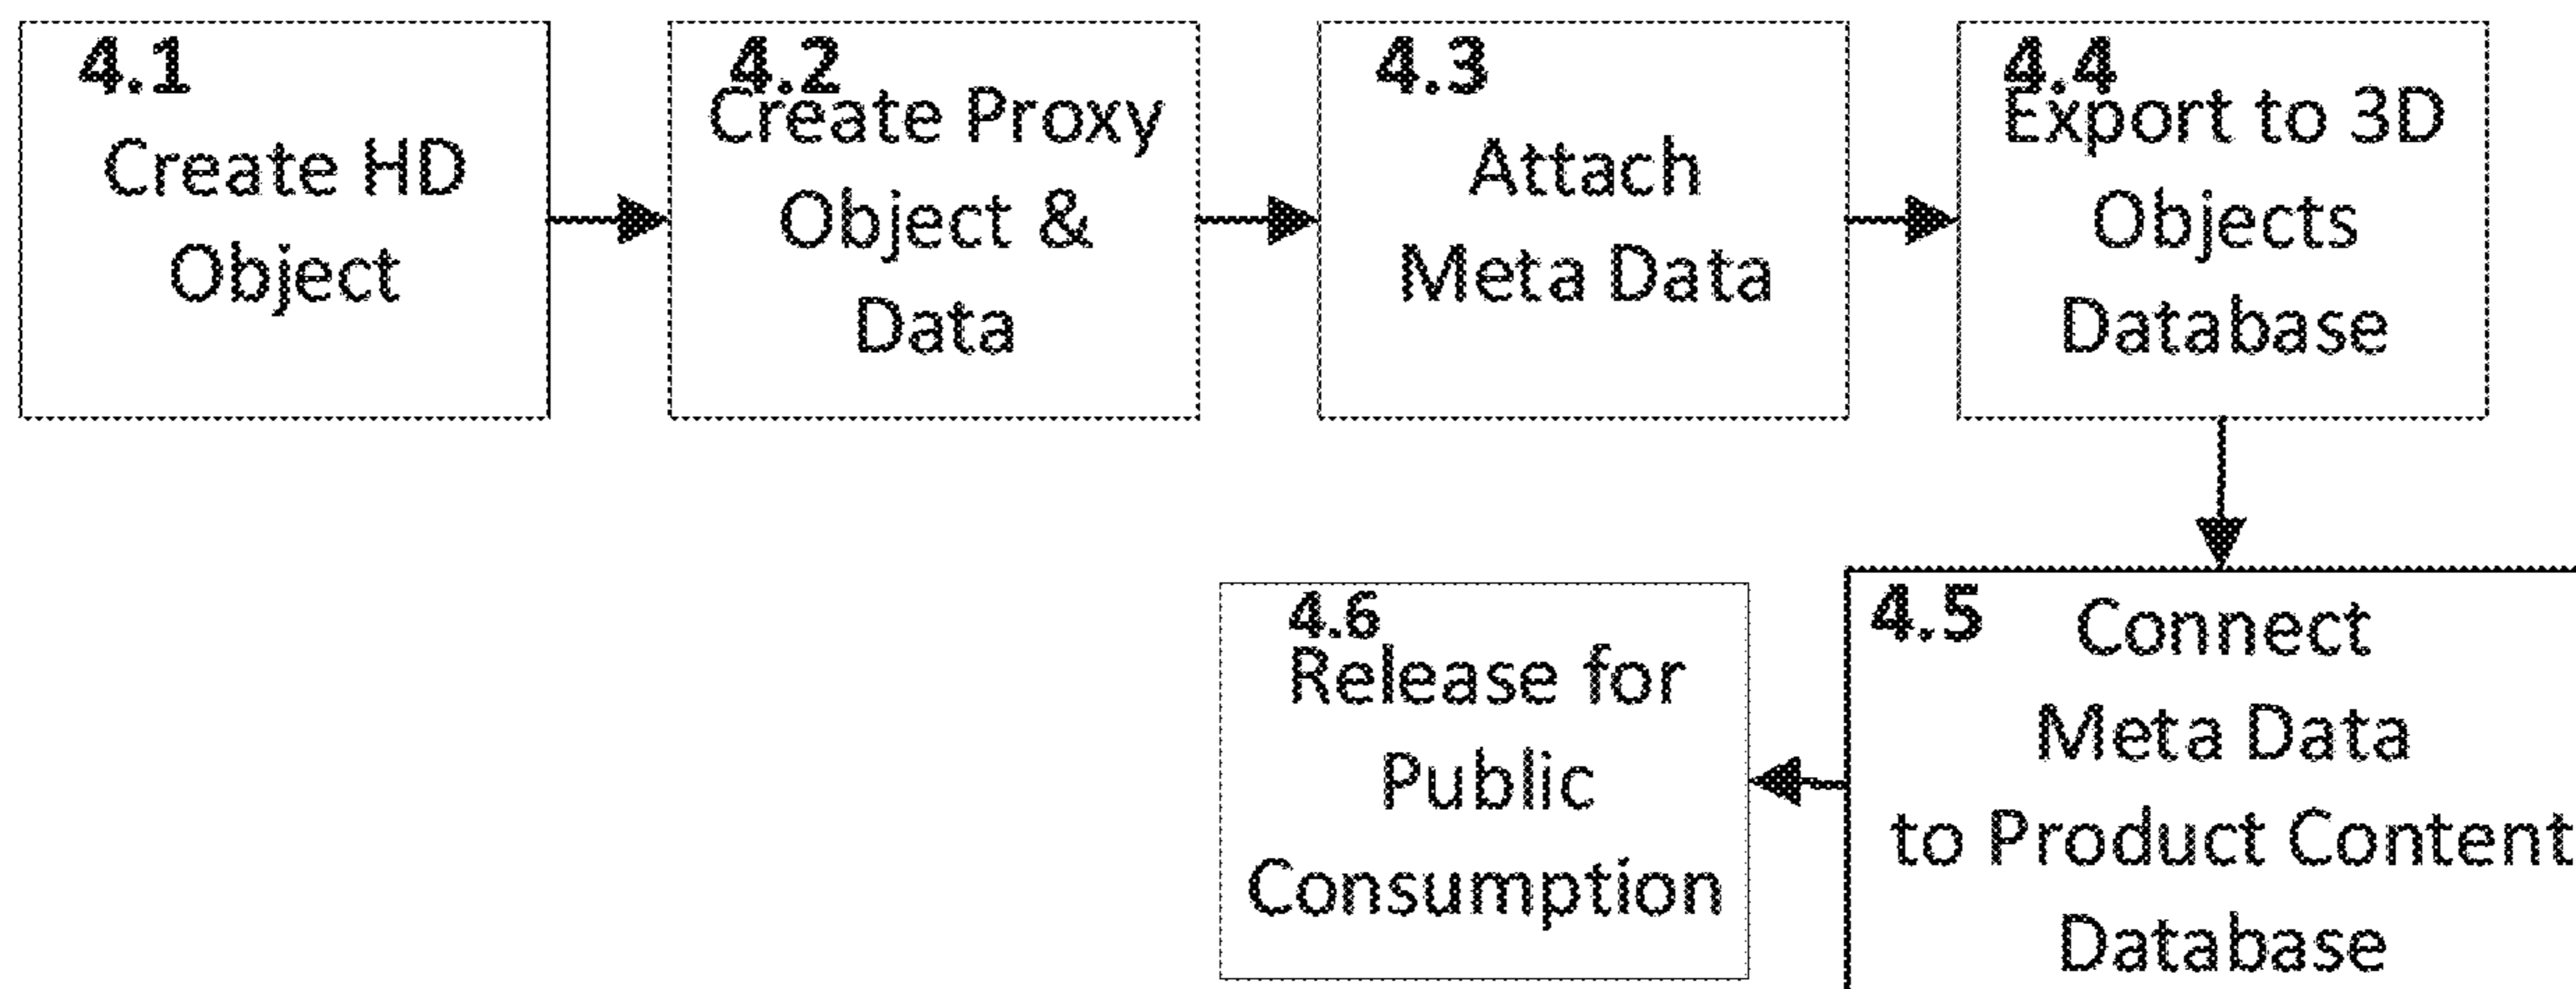 4.1
Create HD
Object
4.2
Create Proxy
Object &
Data
4.3
Attach
Meta Data
4.4
Export to 3D
Objects
Database
4.5 Connect
Meta Data
to Product Content
Database
4.6
Release for
Public
Consumption